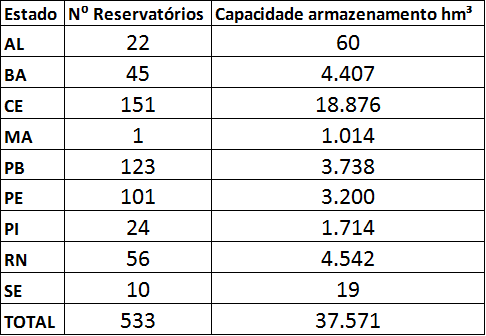 Estado Nº Reservatórios Capacidade armazenamento hm³
AL 22 60
BA 45 4.407
CE 151 18.876
MA 1 1.014
PB 123 3.738
PE 101 3.200
PI 24 1.714
RN 56 4.542
SE 10 19
TOTAL 533 37.571